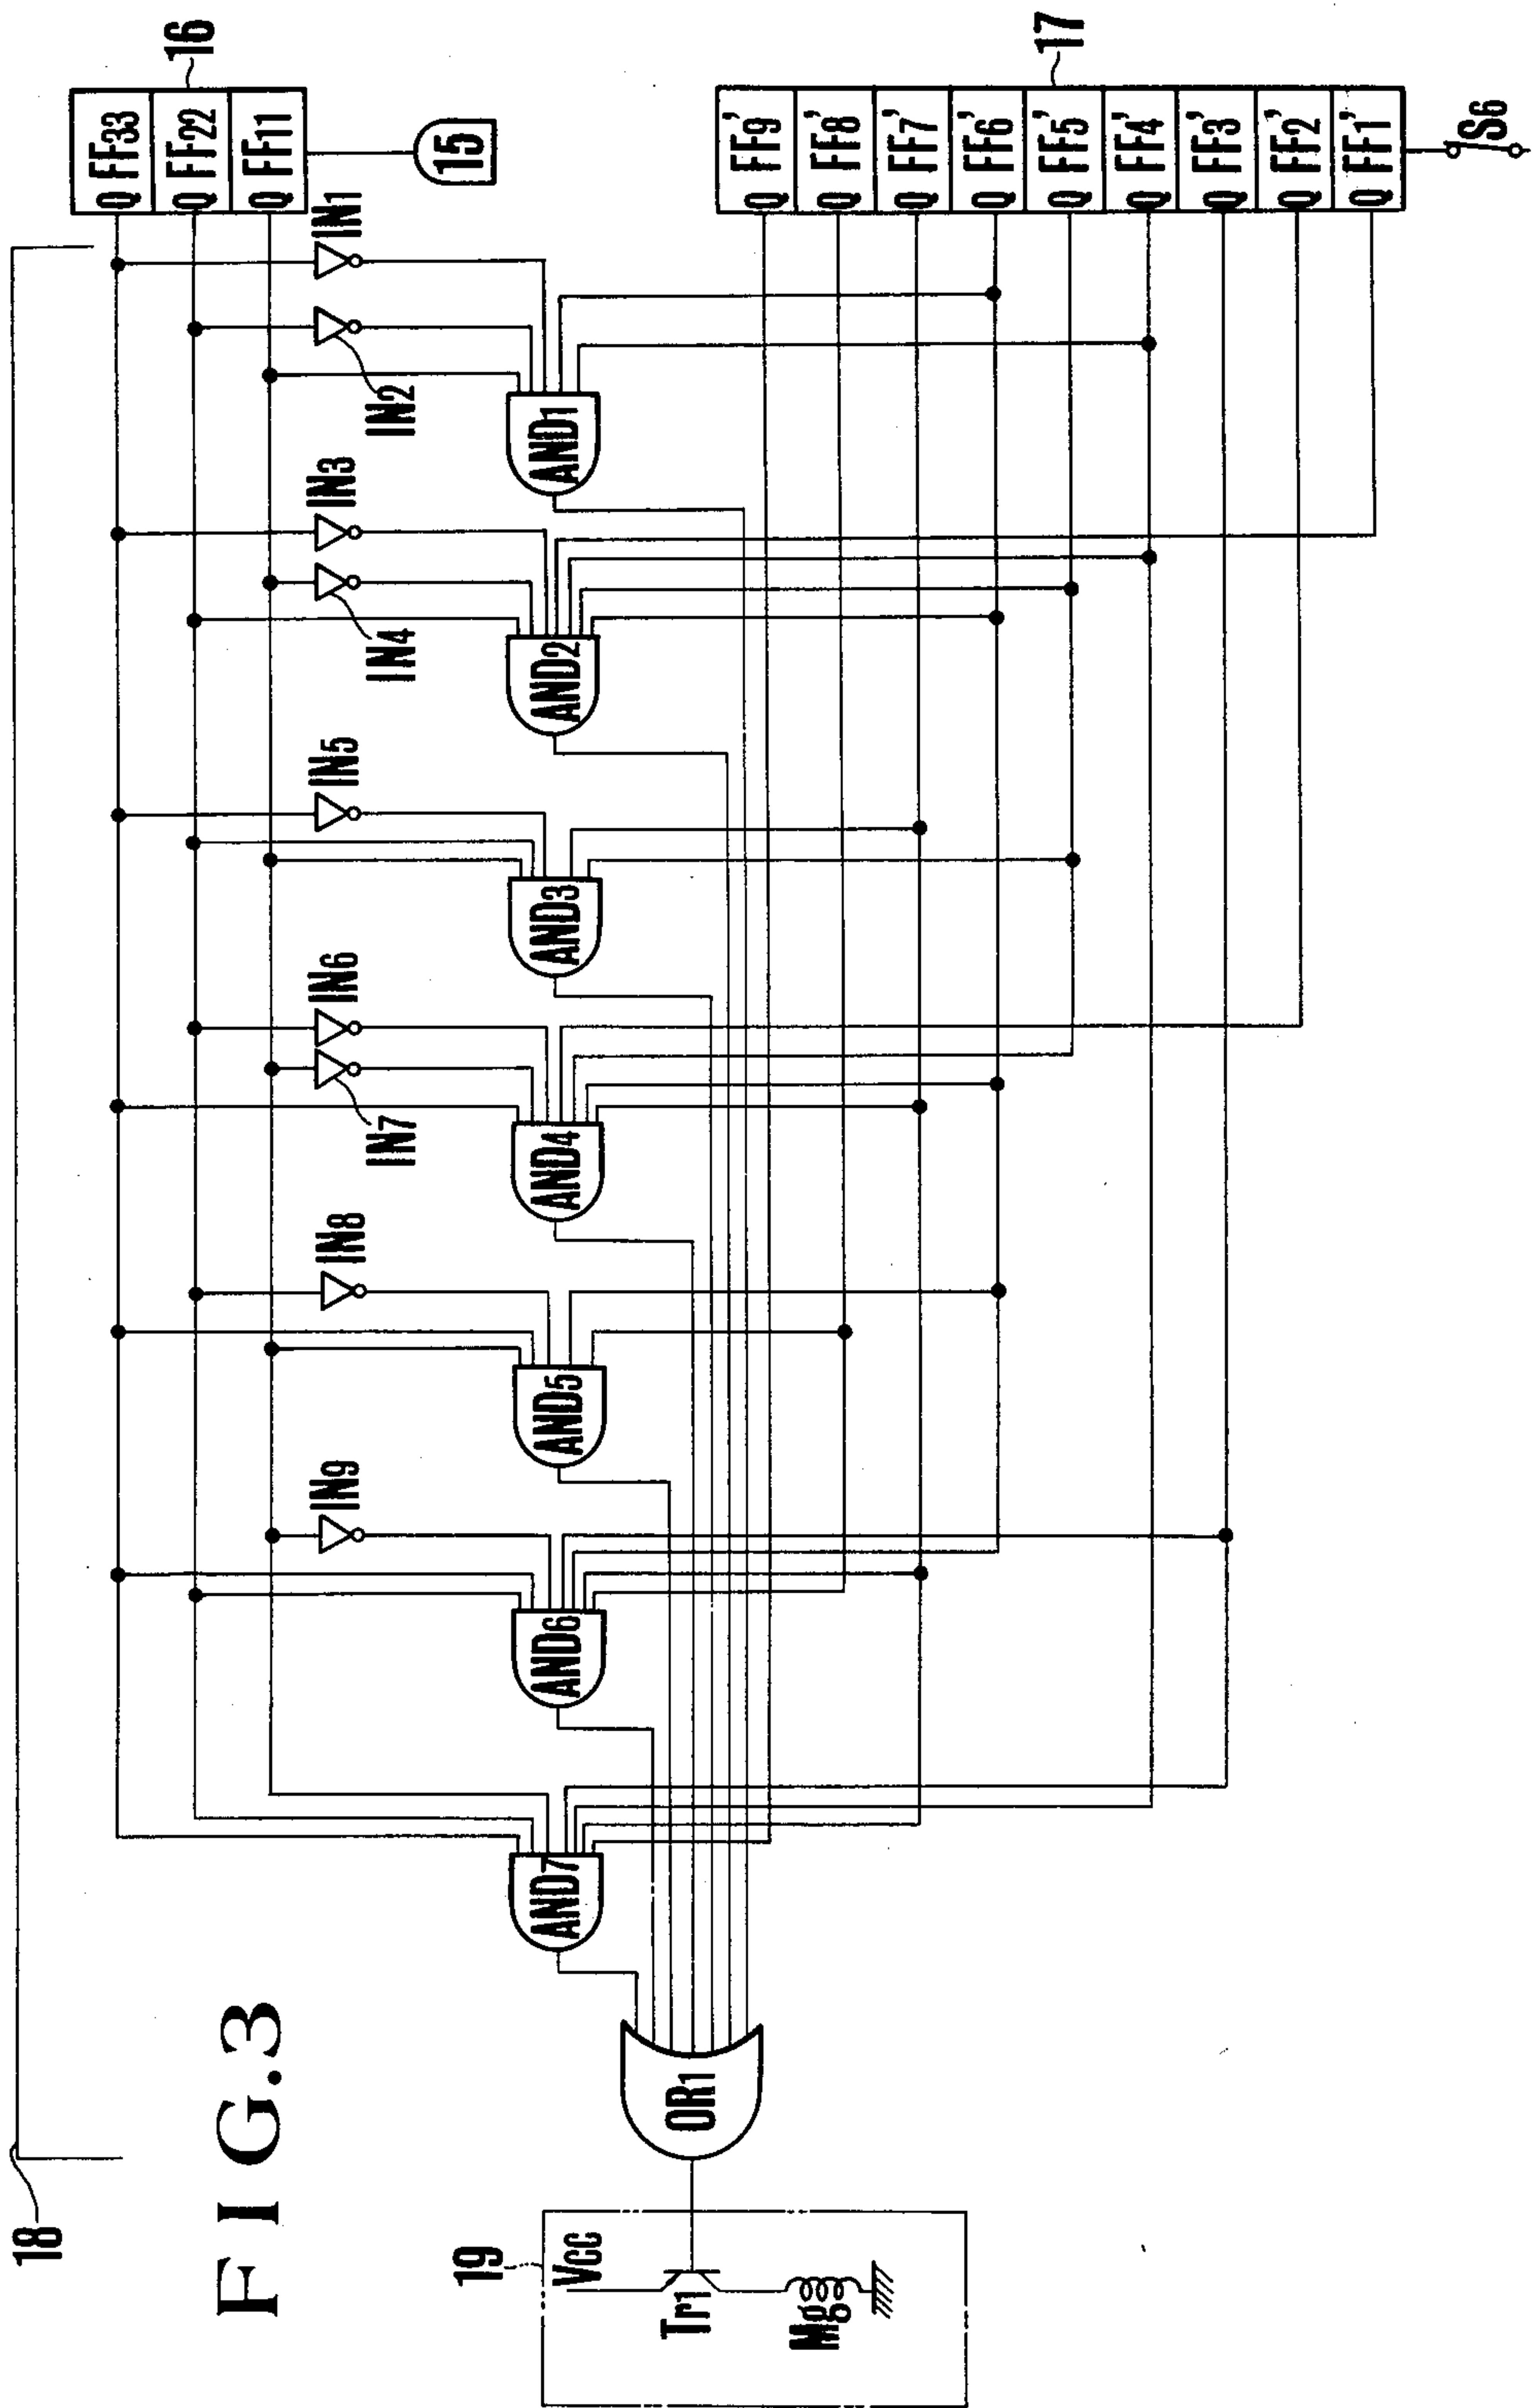 FIG.3
18
16
Q FF33
Q FF22
Q FF11
15
IN1
IN2
IN3
IN4
IN5
IN6
IN7
IN8
IN9
AND1
AND2
AND3
AND4
AND5
AND6
AND7
OR1
17
Q FF9'
Q FF8'
Q FF7'
Q FF6'
Q FF5'
Q FF4'
Q FF3'
Q FF2'
Q FF1'
S6
19
Vcc
Tr1
Mg